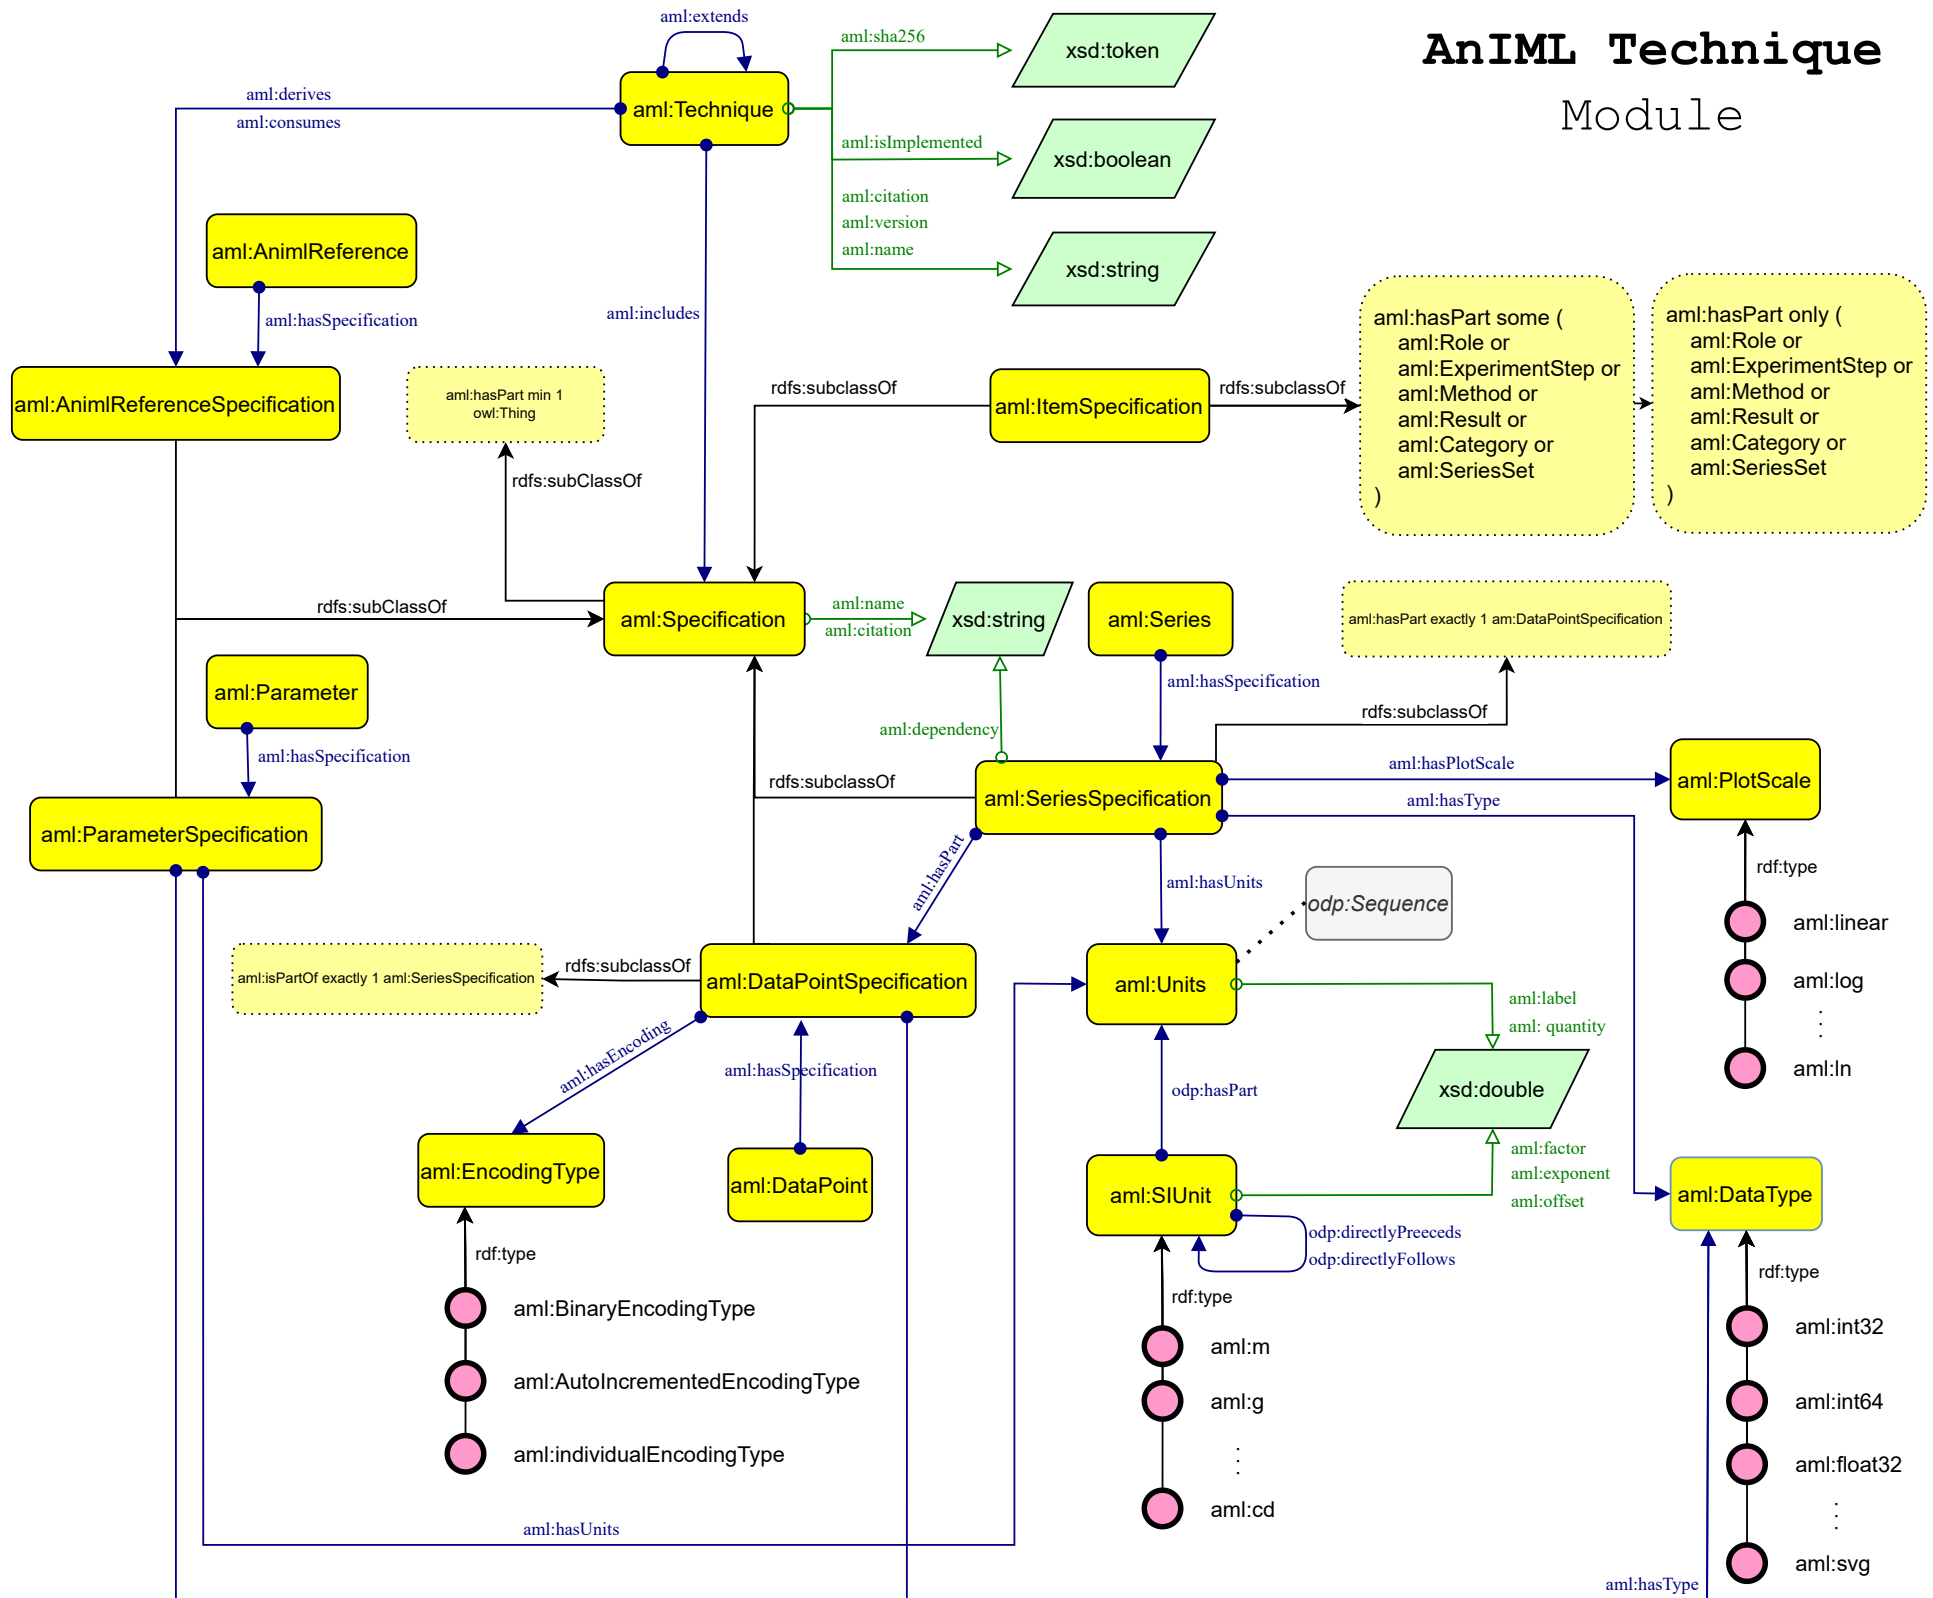 aml:extends
AnIML Technique
Module
aml:sha256
xsd:token
aml:derives
aml:consumes
aml:Technique
aml:isImplemented
xsd:boolean
aml:citation
aml:version
aml:name
xsd:string
aml:AnimlReference
aml:hasSpecification
aml:includes
aml:hasPart some (
aml:Role or
aml:ExperimentStep or
aml:Method or
aml:Result or
aml:Category or
aml:SeriesSet
)
aml:hasPart only (
aml:Role or
aml:ExperimentStep or
aml:Method or
aml:Result or
aml:Category or
aml:SeriesSet
)
aml:AnimlReferenceSpecification
aml:hasPart min 1
owl:Thing
rdfs:subclassOf
aml:ItemSpecification
rdfs:subclassOf
rdfs:subClassOf
rdfs:subClassOf
aml:Specification
aml:name
aml:citation
xsd:string
aml:Series
aml:hasPart exactly 1 am:DataPointSpecification
aml:Parameter
aml:hasSpecification
aml:hasSpecification
rdfs:subclassOf
aml:dependency
aml:ParameterSpecification
rdfs:subclassOf
aml:SeriesSpecification
aml:hasPlotScale
aml:hasType
aml:PlotScale
aml:hasPart
aml:hasUnits
odp:Sequence
rdf:type
aml:linear
aml:log
aml:ln
aml:isPartOf exactly 1 aml:SeriesSpecification
rdfs:subclassOf
aml:DataPointSpecification
aml:Units
aml:label
aml: quantity
aml:hasEncoding
aml:hasSpecification
odp:hasPart
xsd:double
aml:EncodingType
aml:DataPoint
aml:SIUnit
aml:factor
aml:exponent
aml:offset
aml:DataType
odp:directlyPreeceds
odp:directlyFollows
rdf:type
rdf:type
rdf:type
aml:BinaryEncodingType
aml:AutoIncrementedEncodingType
aml:individualEncodingType
aml:m
aml:g
aml:cd
aml:int32
aml:int64
aml:float32
aml:svg
aml:hasUnits
aml:hasType